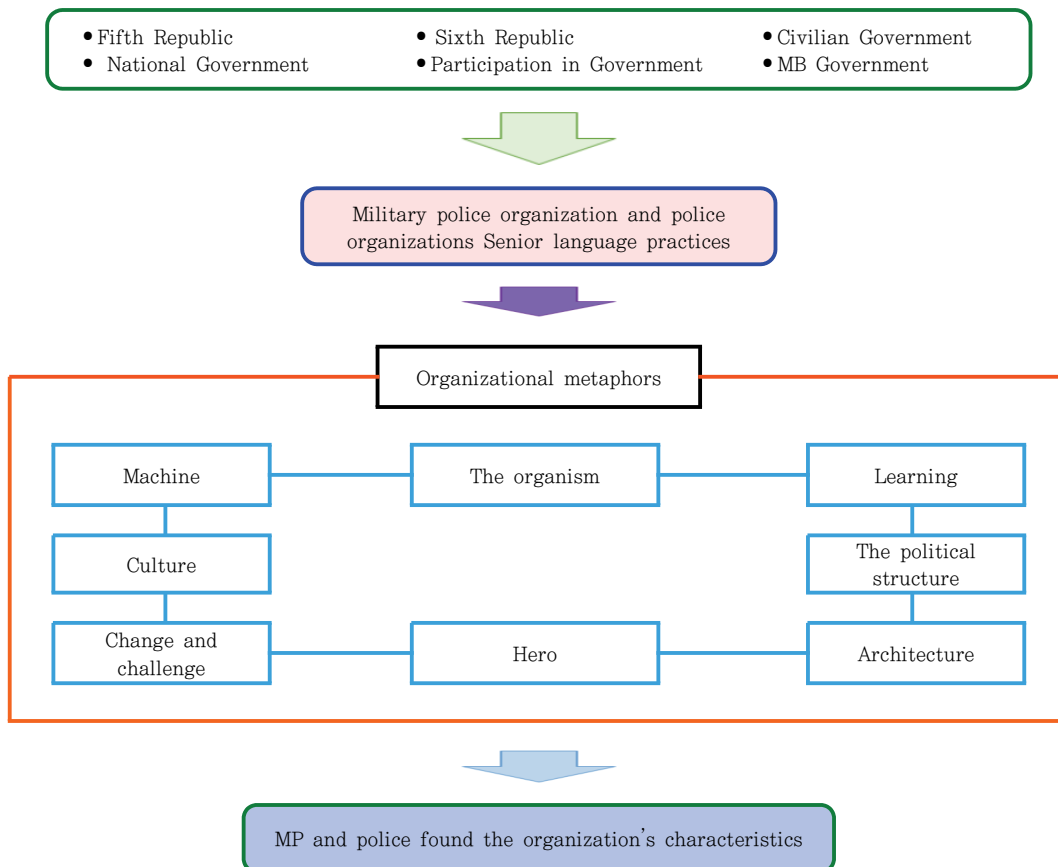 • Fifth Republic • Sixth Republic • Civilian Government
• National Government • Participation in Government • MB Government
Military police organization and police
organizations Senior language practices
Organizational metaphors
Machine The organism Learning
Culture The political
structure
Change and
challenge Hero Architecture
MP and police found the organization's characteristics